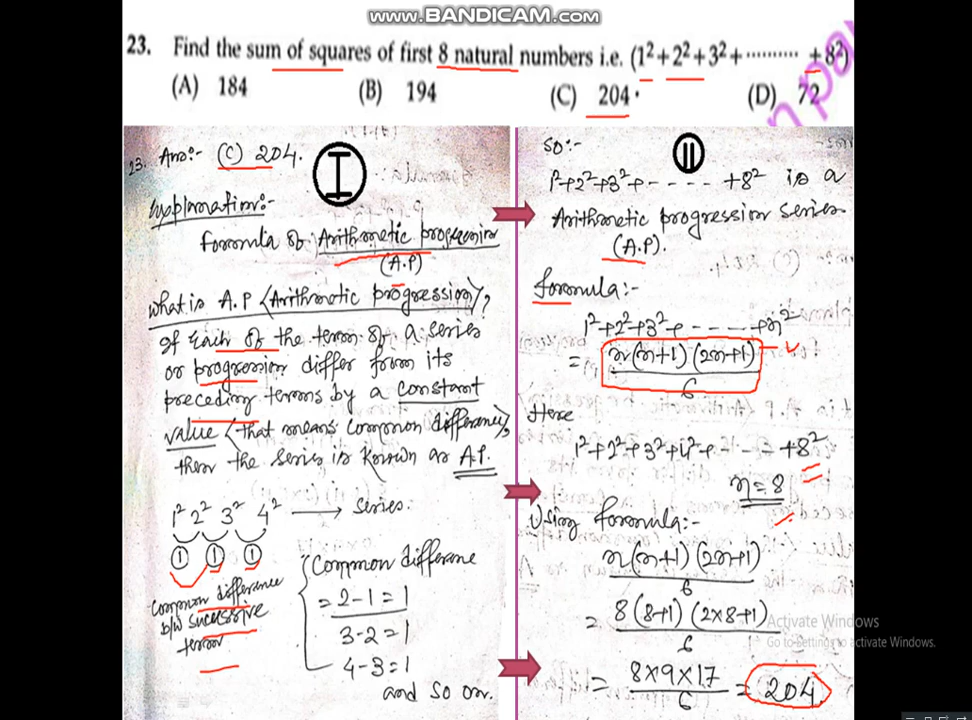 www.BANDICAM.com
23. Find the sum of squares of first 8 natural numbers i.e. (1²+2²+3²+·········· +8²)
(A) 184 (B) 194 (C) 204 (D) 72
23. Ans:- (C) 204.
I
Explanation:-
Formula of Arithmetic progression
(A.P)
what is A.P (Arithmetic progression),
If each of the term of a series
or progression differ from its
preceding terms by a constant
value (that means common difference),
then the series is known as A.P.
1² 2² 3² 4² → series.
1 1 1
common difference
b/w sucessive
terms
Common difference
= 2-1 = 1
3-2 = 1
4-3 = 1
and so on.
II
So:-
1²+2²+3²+- - - - - +8² is a
Arithmetic progression series
(A.P).
formula:-
1²+2²+3²+- - - - - +n²
= n(n+1)(2n+1)
6
Here
1²+2²+3²+4²+- - - - +8²
n=8
Using formula:-
n(n+1)(2n+1)
6
= 8(8+1)(2×8+1)
6
= 8×9×17
6
= 204
Activate Windows
Go to Settings to activate Windows.